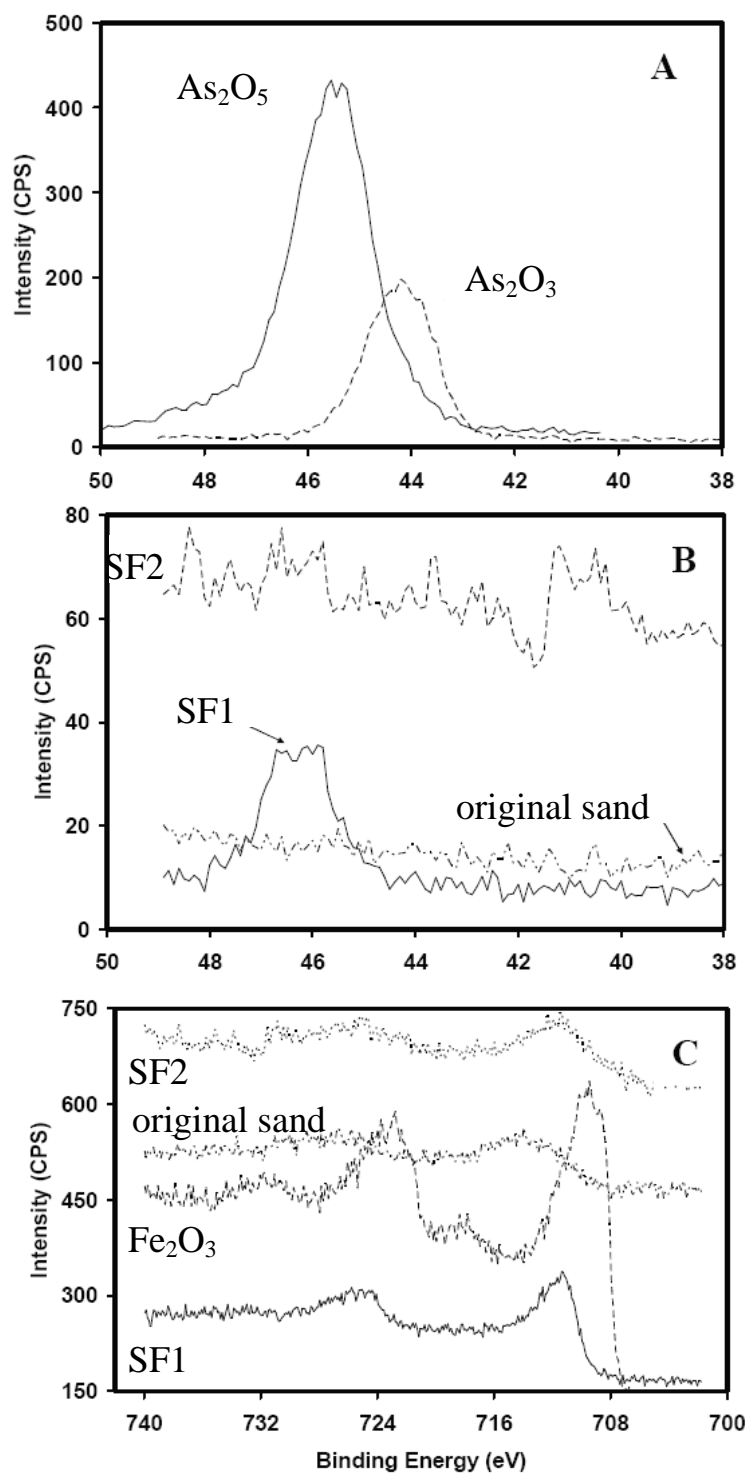 500
A
As₂O₅
400
Intensity (CPS)
300
As₂O₃
200
100
0
50 48 46 44 42 40 38
80
SF2
B
60
Intensity (CPS)
SF1
40
original sand
20
0
50 48 46 44 42 40 38
750
C
SF2
600
original sand
Intensity (CPS)
450
Fe₂O₃
300
SF1
150
740 732 724 716 708 700
Binding Energy (eV)